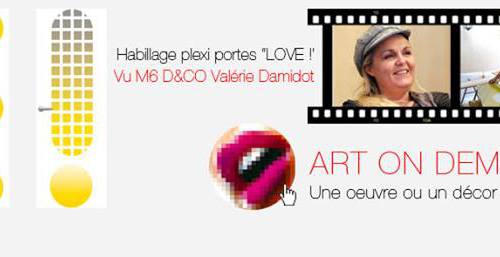 Habillage plexi portes "LOVE !'
Vu M6 D&CO Valérie Damidot
ART ON DEM
Une oeuvre ou un décor